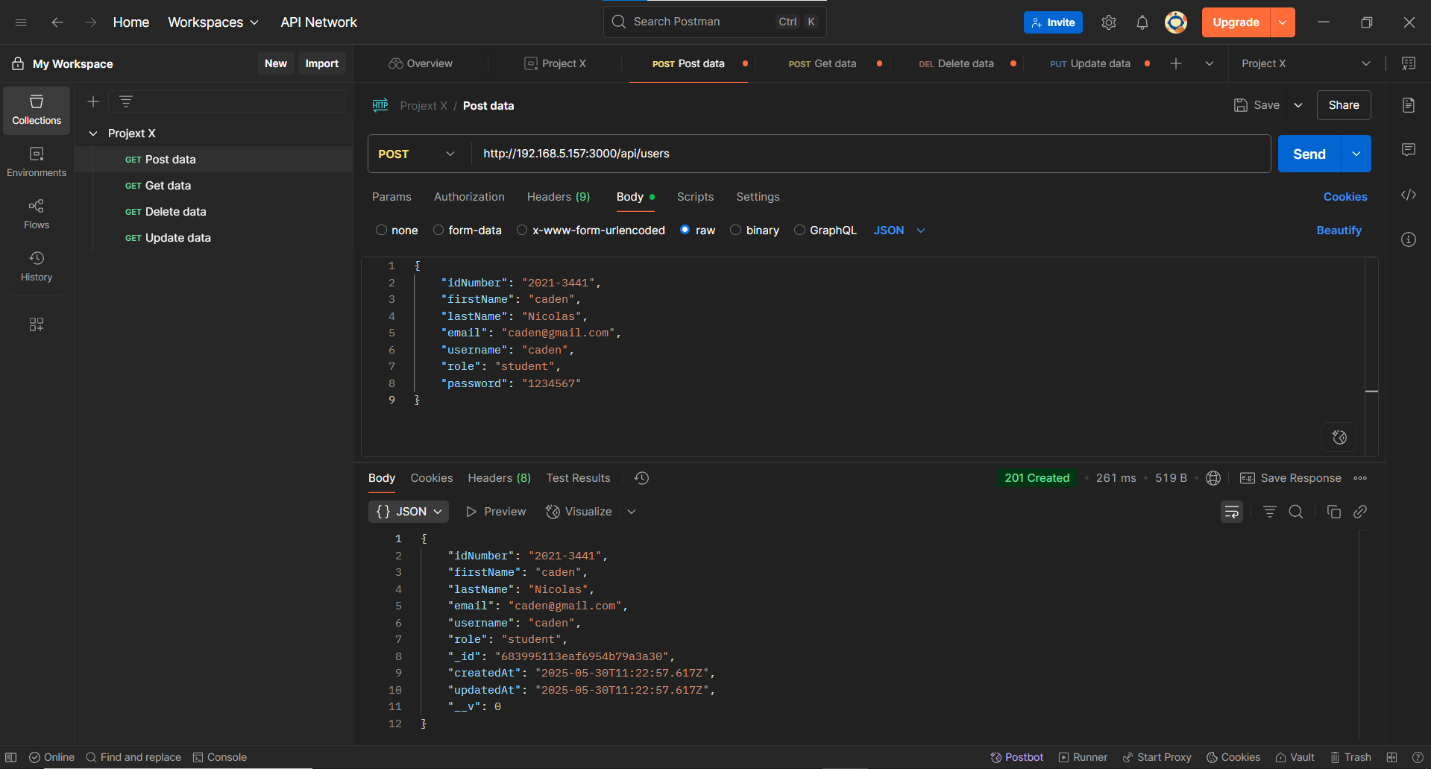 Home Workspaces API Network Search Postman Ctrl K Invite Upgrade
My Workspace New Import Overview Project X POST Post data POST Get data DEL Delete data PUT Update data Project X
Collections
Environments
Flows
History
Projext X
GET Post data
GET Get data
GET Delete data
GET Update data
HTTP Projext X / Post data Save Share
POST http://192.168.5.157:3000/api/users Send
Params Authorization Headers (9) Body Scripts Settings Cookies
none form-data x-www-form-urlencoded raw binary GraphQL JSON Beautify
1 {
2 "idNumber": "2021-3441",
3 "firstName": "caden",
4 "lastName": "Nicolas",
5 "email": "caden@gmail.com",
6 "username": "caden",
7 "role": "student",
8 "password": "1234567"
9 }
Body Cookies Headers (8) Test Results 201 Created 261 ms 519 B e.g. Save Response
{} JSON Preview Visualize
1 {
2 "idNumber": "2021-3441",
3 "firstName": "caden",
4 "lastName": "Nicolas",
5 "email": "caden@gmail.com",
6 "username": "caden",
7 "role": "student",
8 "_id": "683995113eaf6954b79a3a30",
9 "createdAt": "2025-05-30T11:22:57.617Z",
10 "updatedAt": "2025-05-30T11:22:57.617Z",
11 "__v": 0
12 }
Online Find and replace Console Postbot Runner Start Proxy Cookies Vault Trash